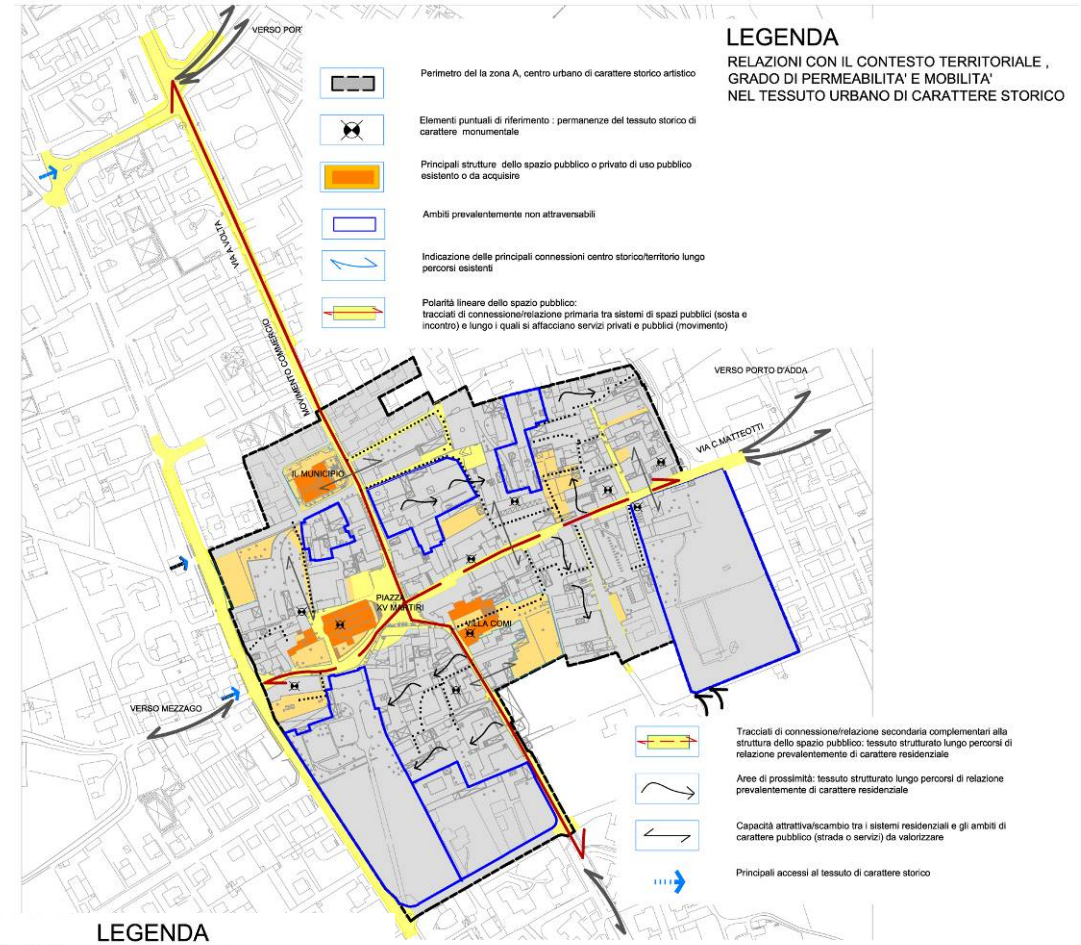 VERSO POR
LEGENDA
RELAZIONI CON IL CONTESTO TERRITORIALE ,
GRADO DI PERMEABILITA' E MOBILITA'
NEL TESSUTO URBANO DI CARATTERE STORICO
Perimetro del la zona A, centro urbano di carattere storico artistico
Elementi puntuali di riferimento : permanenze del tessuto storico di
carattere monumentale
Principali strutture dello spazio pubblico o privato di uso pubblico
esistente o da acquisire
Ambiti prevalentemente non attraversabili
Indicazione delle principali connessioni centro storico/territorio lungo
percorsi esistenti
Polarità lineare dello spazio pubblico:
tracciati di connessione/relazione primaria tra sistemi di spazi pubblici (sosta e
incontro) e lungo i quali si affacciano servizi privati e pubblici (movimento)
VIA A.VOLTA
MOVIMENTO COMMERCIO
VERSO PORTO D'ADDA
VIA C.MATTEOTTI
IL MUNICIPIO
PIAZZA
XV MARTIRI
VILLA COMI
VERSO MEZZAGO
Tracciati di connessione/relazione secondaria complementari alla
struttura dello spazio pubblico: tessuto strutturato lungo percorsi di
relazione prevalentemente di carattere residenziale
Aree di prossimità: tessuto strutturato lungo percorsi di relazione
prevalentemente di carattere residenziale
Capacità attrattiva/scambio tra i sistemi residenziali e gli ambiti di
carattere pubblico (strada o servizi) da valorizzare
Principali accessi al tessuto di carattere storico
LEGENDA